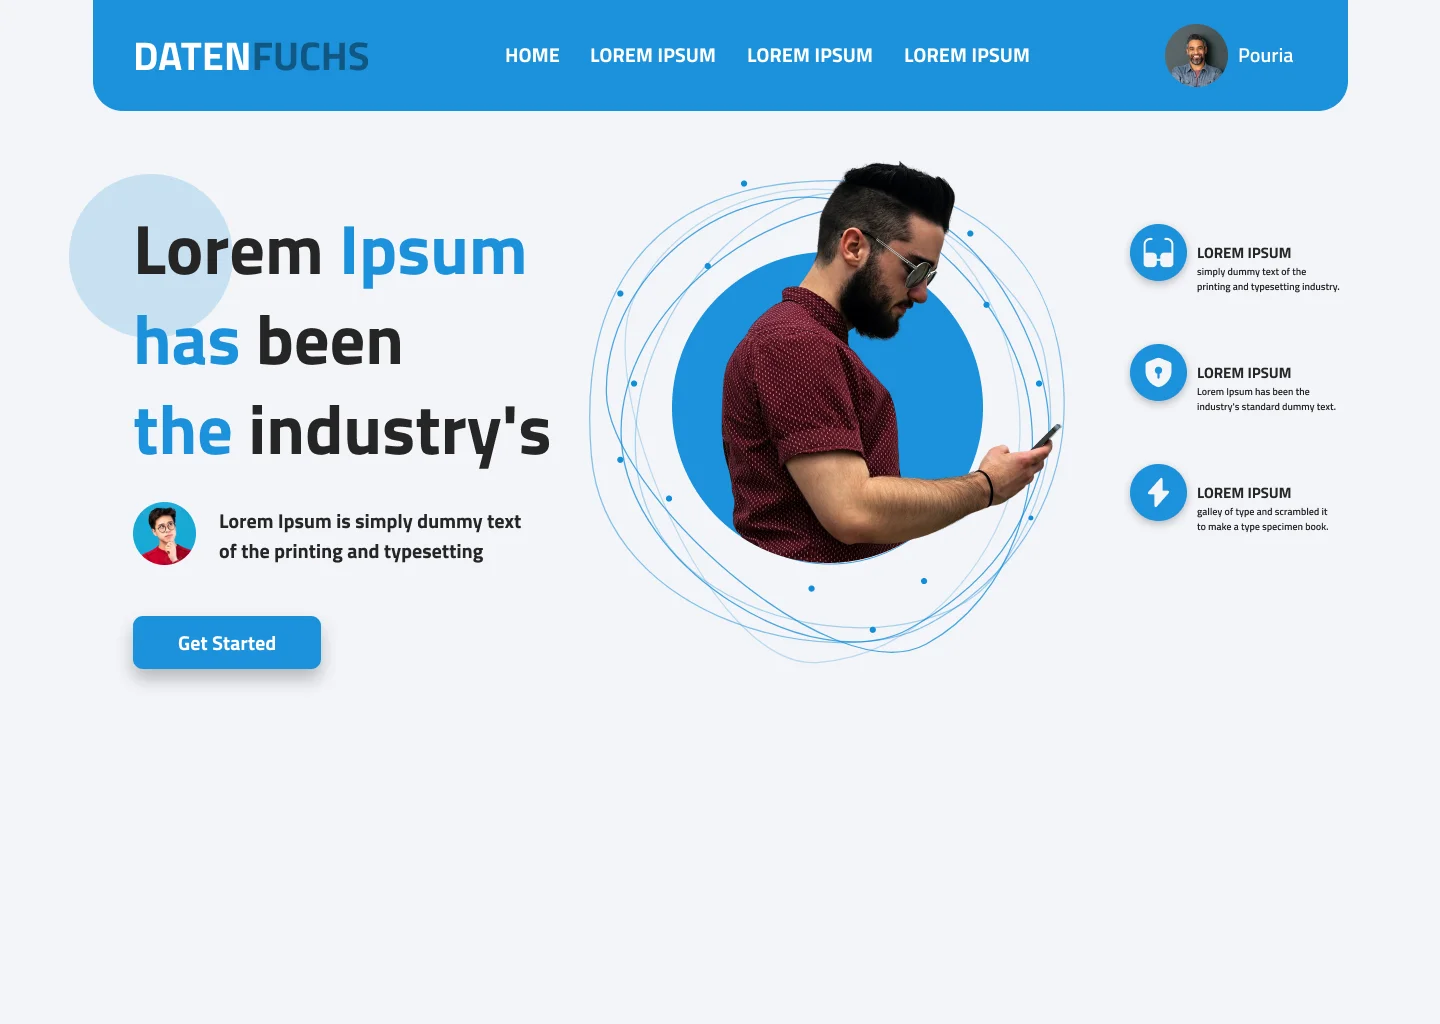 DATENFUCHS
HOME
LOREM IPSUM
LOREM IPSUM
LOREM IPSUM
Pouria
Lorem Ipsum
has been
the industry's
Lorem Ipsum is simply dummy text
of the printing and typesetting
Get Started
LOREM IPSUM
simply dummy text of the
printing and typesetting industry.
LOREM IPSUM
Lorem Ipsum has been the
industry's standard dummy text.
LOREM IPSUM
galley of type and scrambled it
to make a type specimen book.